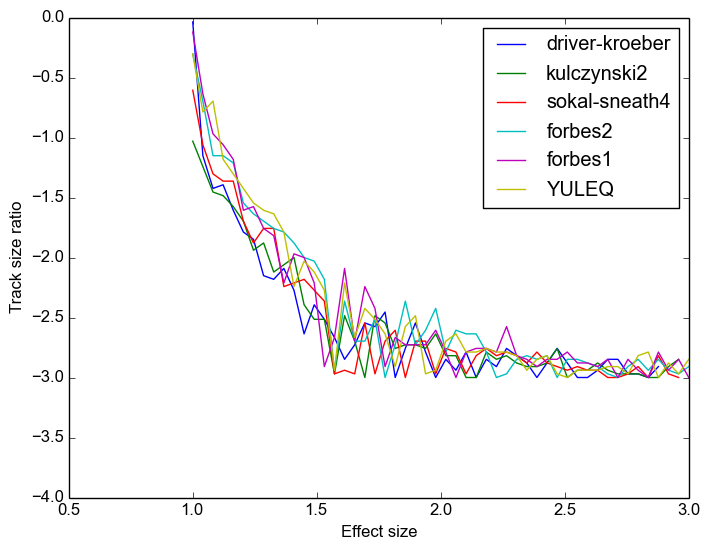 0.0
−0.5
−1.0
−1.5
−2.0
−2.5
−3.0
−3.5
−4.0
Track size ratio
driver-kroeber
kulczynski2
sokal-sneath4
forbes2
forbes1
YULEQ
0.5 1.0 1.5 2.0 2.5 3.0
Effect size